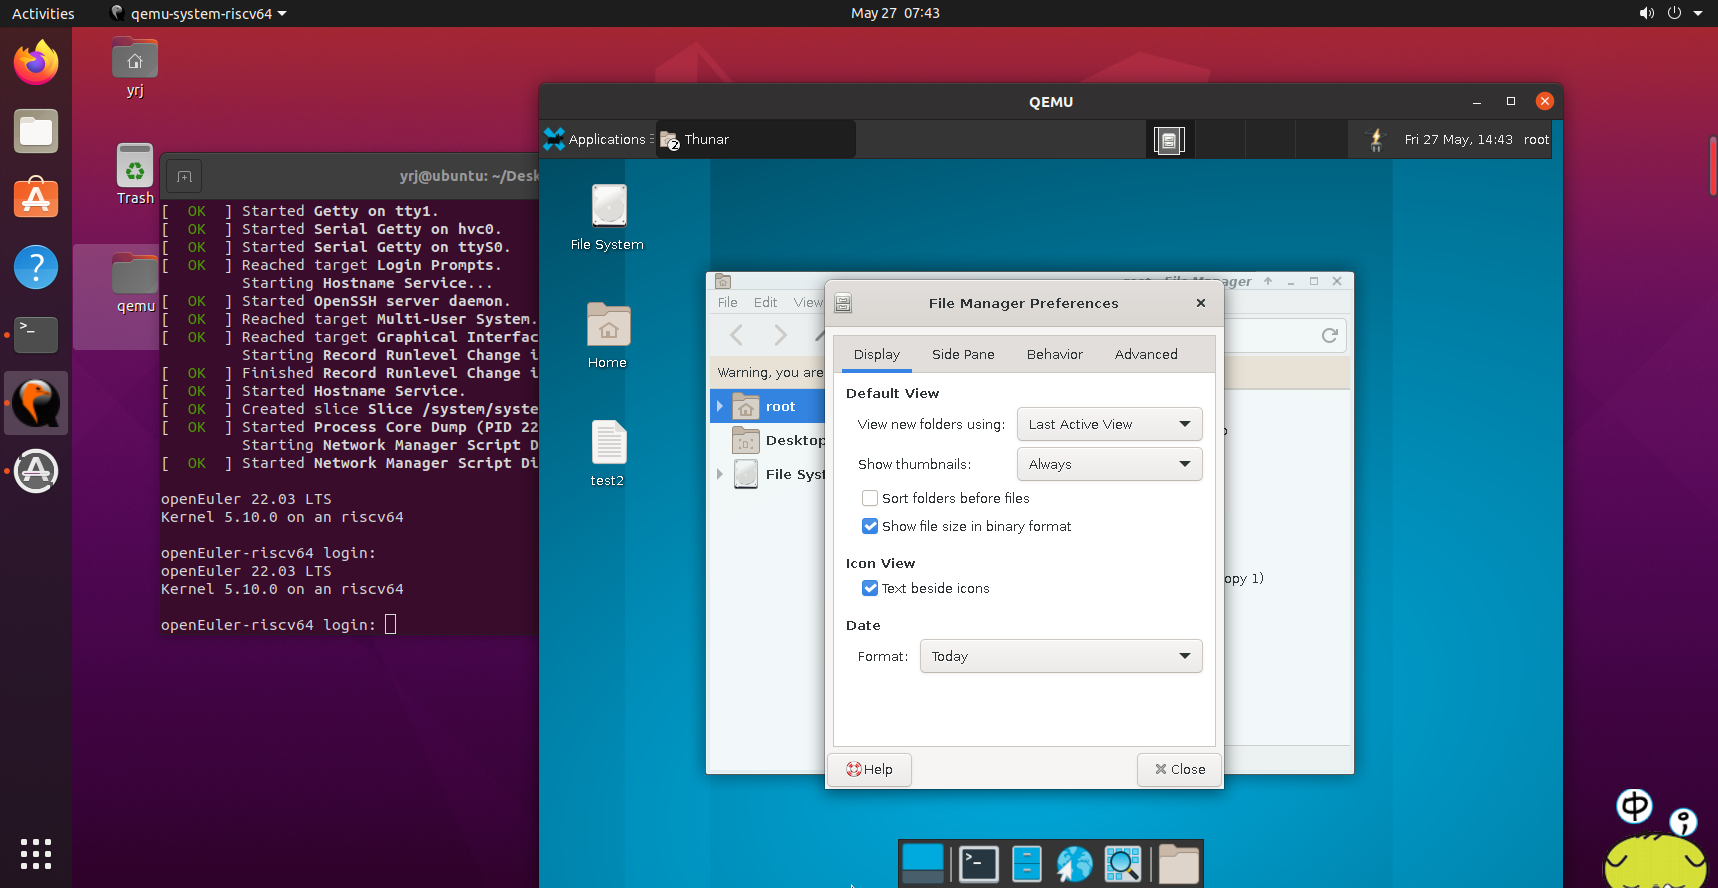 Activities
qemu-system-riscv64
May 27 07:43
yrj
Trash
qemu
yrj@ubuntu: ~/Desk
[ OK ] Started Getty on tty1.
[ OK ] Started Serial Getty on hvc0.
[ OK ] Started Serial Getty on ttyS0.
[ OK ] Reached target Login Prompts.
Starting Hostname Service...
[ OK ] Started OpenSSH server daemon.
[ OK ] Reached target Multi-User System.
[ OK ] Reached target Graphical Interfac
Starting Record Runlevel Change i
[ OK ] Finished Record Runlevel Change i
[ OK ] Started Hostname Service.
[ OK ] Created slice Slice /system/syste
[ OK ] Started Process Core Dump (PID 22
Starting Network Manager Script D
[ OK ] Started Network Manager Script Di
openEuler 22.03 LTS
Kernel 5.10.0 on an riscv64
openEuler-riscv64 login:
openEuler 22.03 LTS
Kernel 5.10.0 on an riscv64
openEuler-riscv64 login:
QEMU
Applications
2 Thunar
Fri 27 May, 14:43 root
File System
Home
test2
root - File Manager
File Edit View
Warning, you are
root
Desktop
File Syst
opy 1)
File Manager Preferences
Display Side Pane Behavior Advanced
Default View
View new folders using: Last Active View
Show thumbnails: Always
Sort folders before files
Show file size in binary format
Icon View
Text beside icons
Date
Format: Today
Help
Close
中